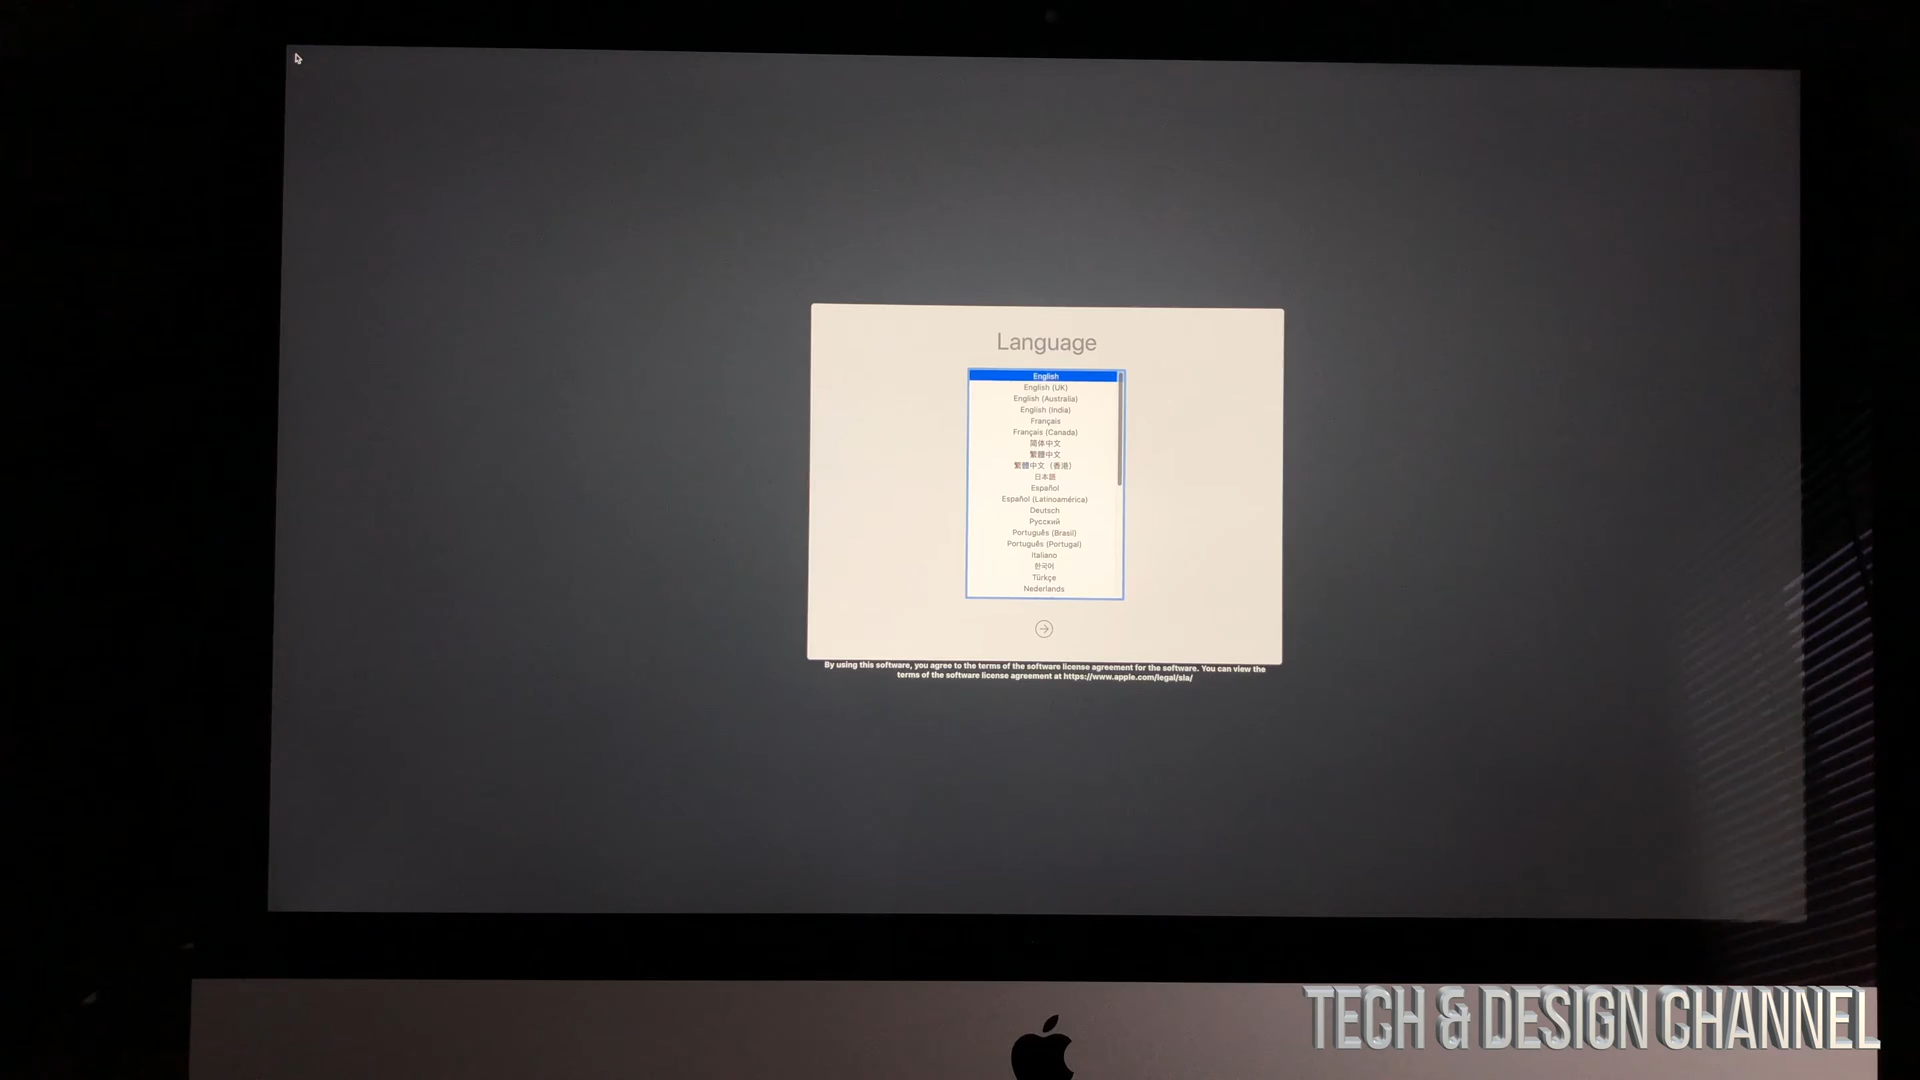 Language
English
English (UK)
English (Australia)
English (India)
Français
Français (Canada)
简体中文
繁體中文
繁體中文（香港）
日本語
Español
Español (Latinoamérica)
Deutsch
Русский
Português (Brasil)
Português (Portugal)
Italiano
한국어
Türkçe
Nederlands
By using this software, you agree to the terms of the software license agreement for the software. You can view the
terms of the software license agreement at https://www.apple.com/legal/sla/
TECH & DESIGN CHANNEL